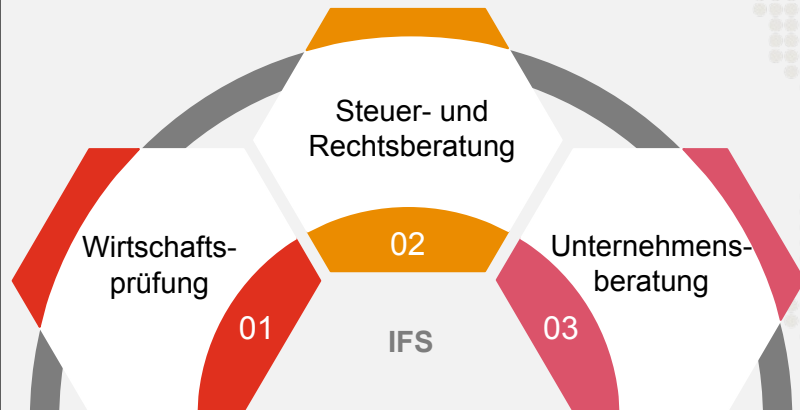 Steuer- und
Rechtsberatung
Wirtschafts-
prüfung
Unternehmens-
beratung
01
02
03
IFS